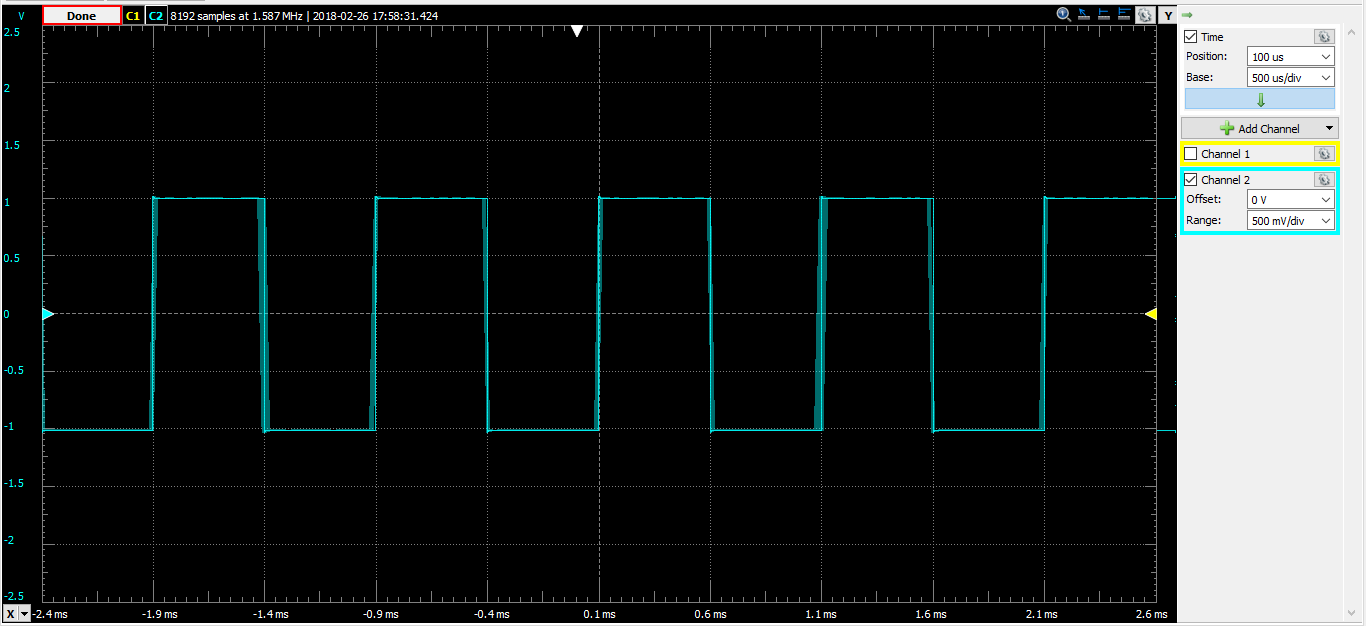 V Done C1 C2 8192 samples at 1.587 MHz | 2018-02-26 17:58:31.424 Y
2.5
2
1.5
1
0.5
0
-0.5
-1
-1.5
-2
-2.5
X -2.4 ms -1.9 ms -1.4 ms -0.9 ms -0.4 ms 0.1 ms 0.6 ms 1.1 ms 1.6 ms 2.1 ms 2.6 ms
Time
Position: 100 us
Base: 500 us/div
Add Channel
Channel 1
Channel 2
Offset: 0 V
Range: 500 mV/div